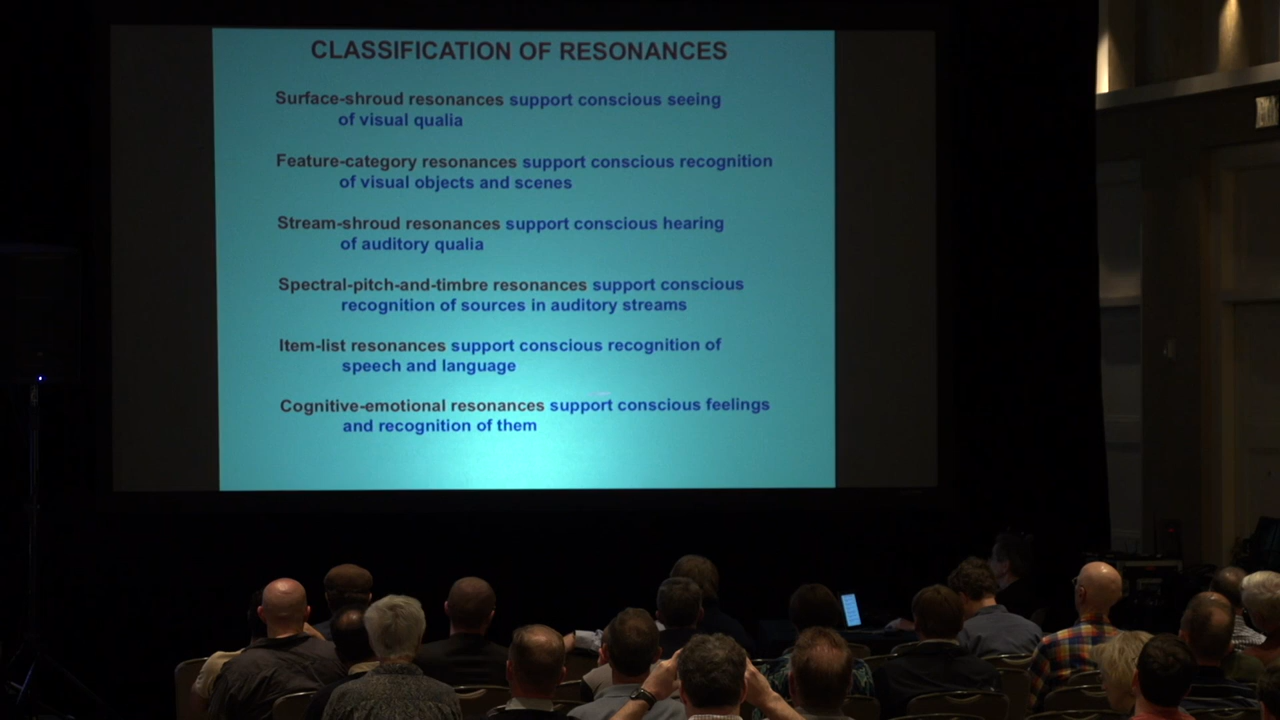 CLASSIFICATION OF RESONANCES
Surface-shroud resonances support conscious seeing
of visual qualia
Feature-category resonances support conscious recognition
of visual objects and scenes
Stream-shroud resonances support conscious hearing
of auditory qualia
Spectral-pitch-and-timbre resonances support conscious
recognition of sources in auditory streams
Item-list resonances support conscious recognition of
speech and language
Cognitive-emotional resonances support conscious feelings
and recognition of them